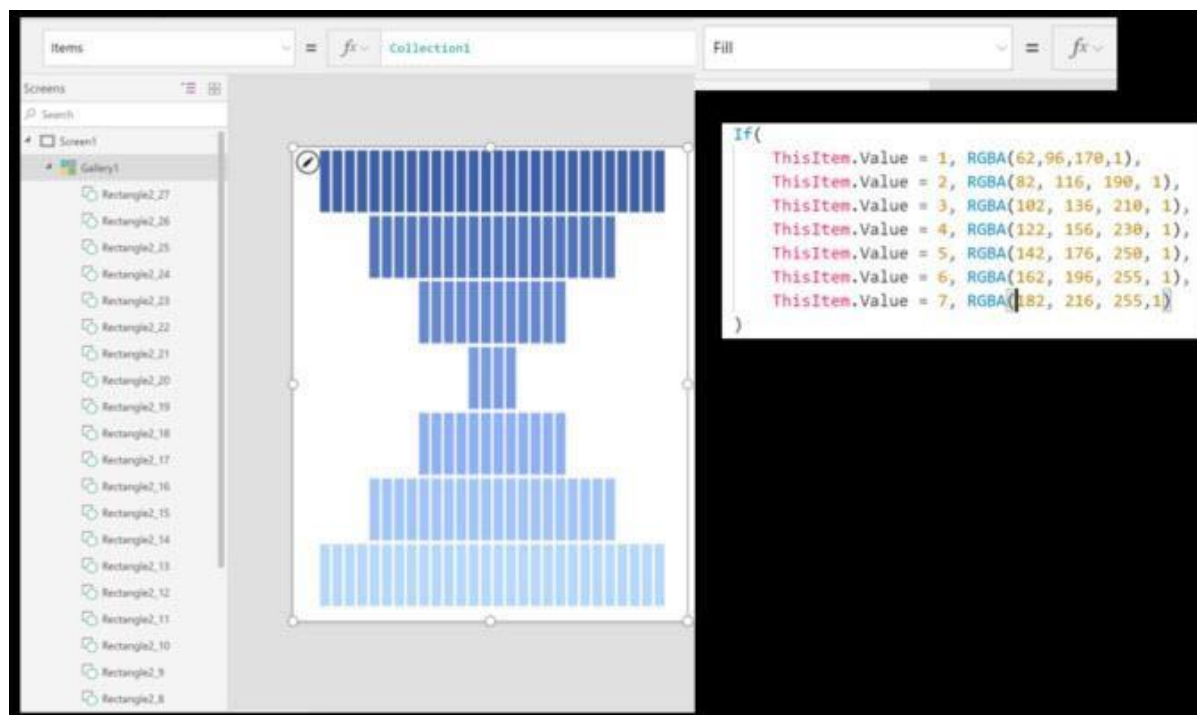 Items = fx Collection1 Fill = fx
Screens
Search
Screen1
Gallery1
Rectangle2_27
Rectangle2_26
Rectangle2_25
Rectangle2_24
Rectangle2_23
Rectangle2_22
Rectangle2_21
Rectangle2_20
Rectangle2_19
Rectangle2_18
Rectangle2_17
Rectangle2_16
Rectangle2_15
Rectangle2_14
Rectangle2_13
Rectangle2_12
Rectangle2_11
Rectangle2_10
Rectangle2_9
Rectangle2_8
If(
ThisItem.Value = 1, RGBA(62,96,170,1),
ThisItem.Value = 2, RGBA(82, 116, 190, 1),
ThisItem.Value = 3, RGBA(102, 136, 210, 1),
ThisItem.Value = 4, RGBA(122, 156, 230, 1),
ThisItem.Value = 5, RGBA(142, 176, 250, 1),
ThisItem.Value = 6, RGBA(162, 196, 255, 1),
ThisItem.Value = 7, RGBA(182, 216, 255,1)
)